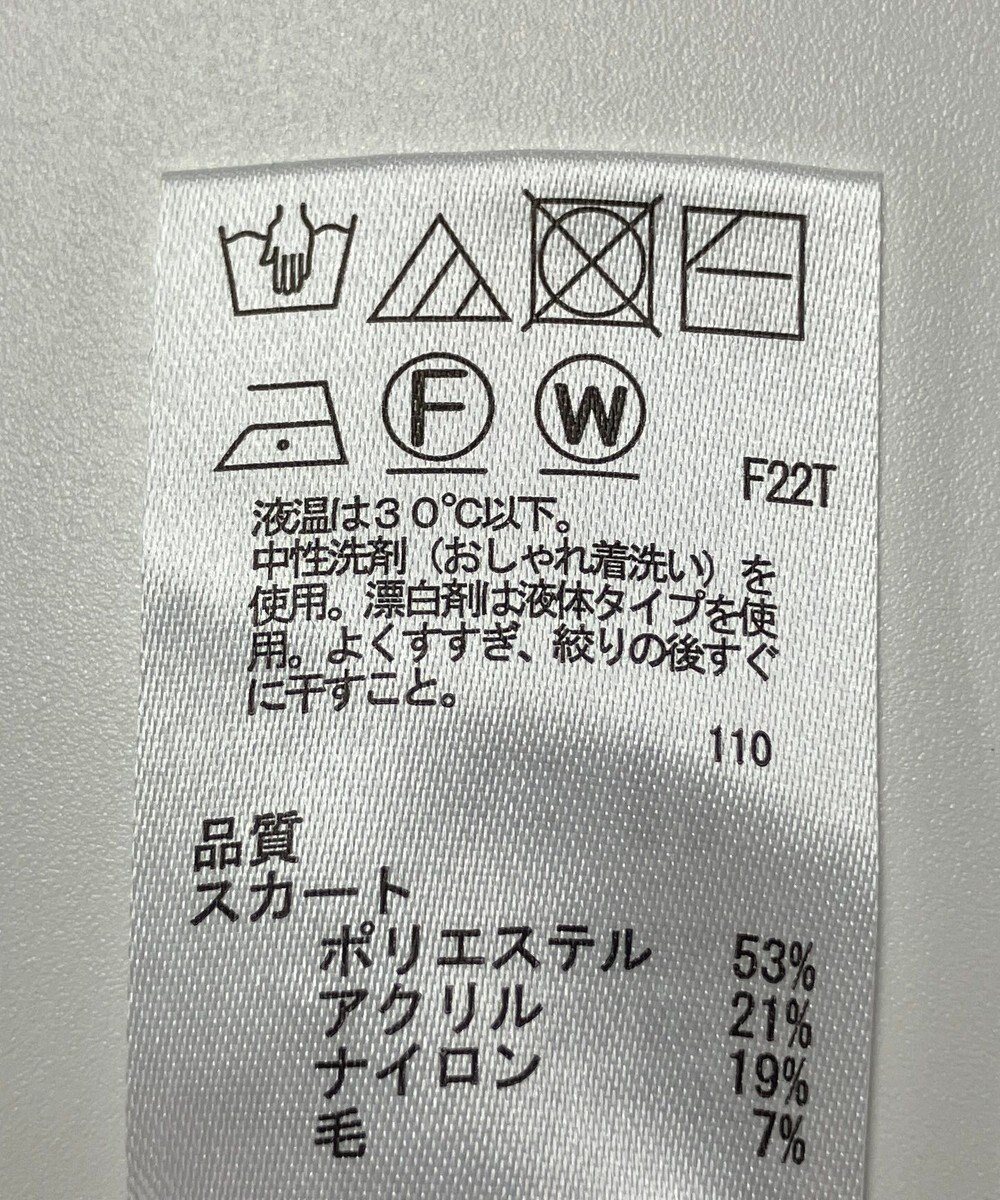 F W
F22T
液温は30℃以下。
中性洗剤（おしゃれ着洗い）を
使用。漂白剤は液体タイプを使
用。よくすすぎ、絞りの後すぐ
に干すこと。
110
品質
スカート
ポリエステル 53%
アクリル 21%
ナイロン 19%
毛 7%